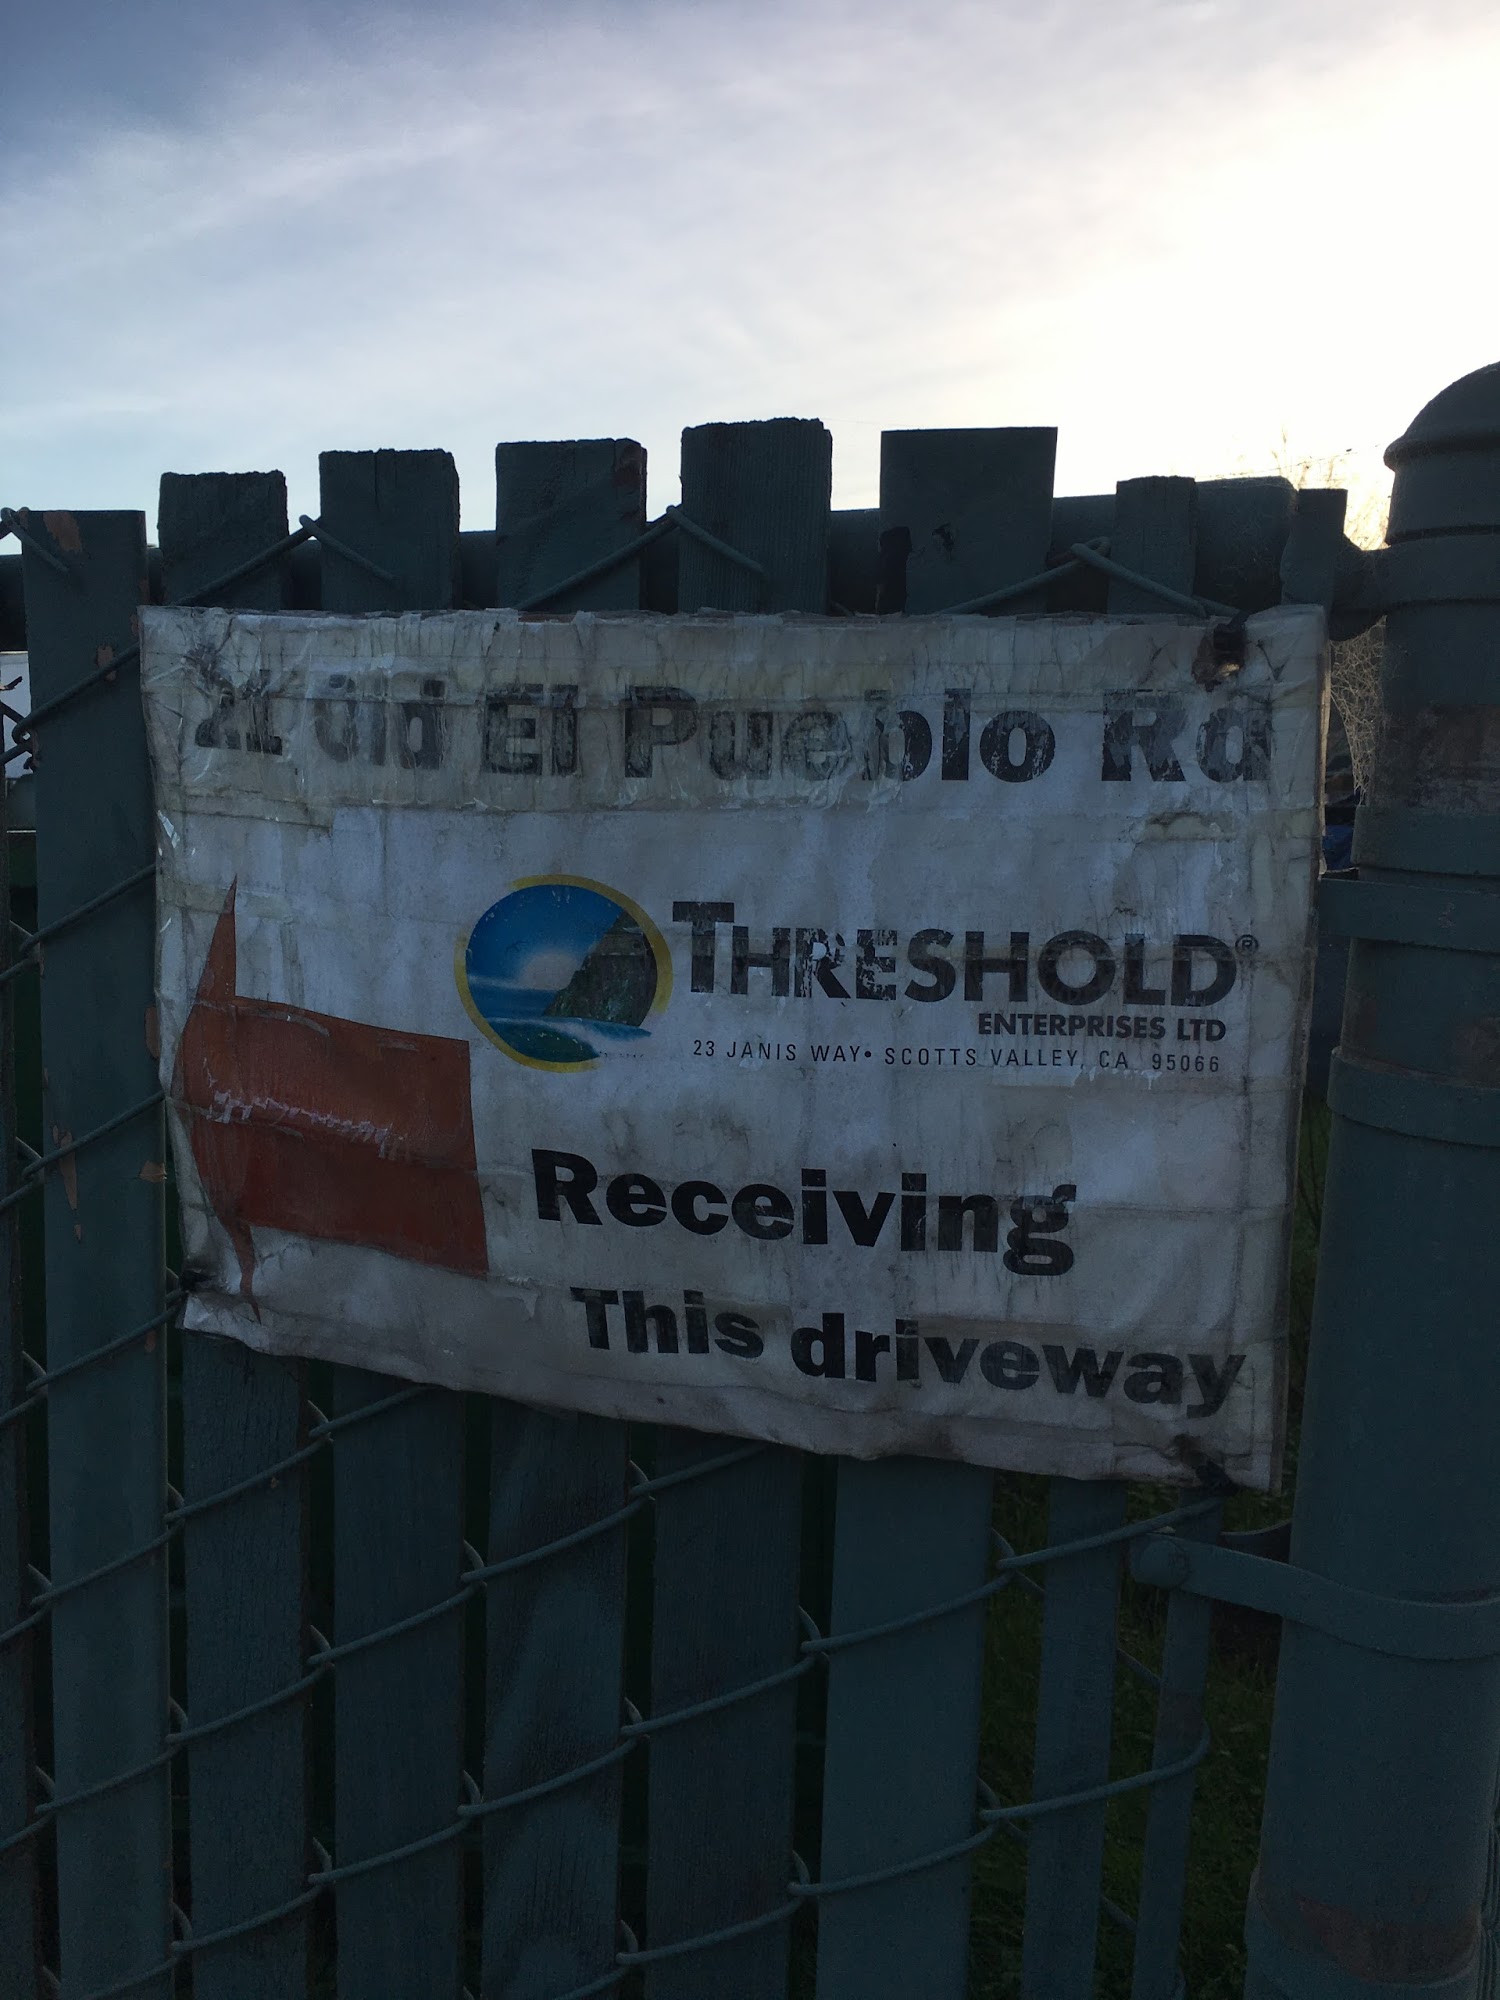 El Pueblo Rd
THRESHOLD®
ENTERPRISES LTD
23 JANIS WAY• SCOTTS VALLEY, CA 95066
Receiving
This driveway